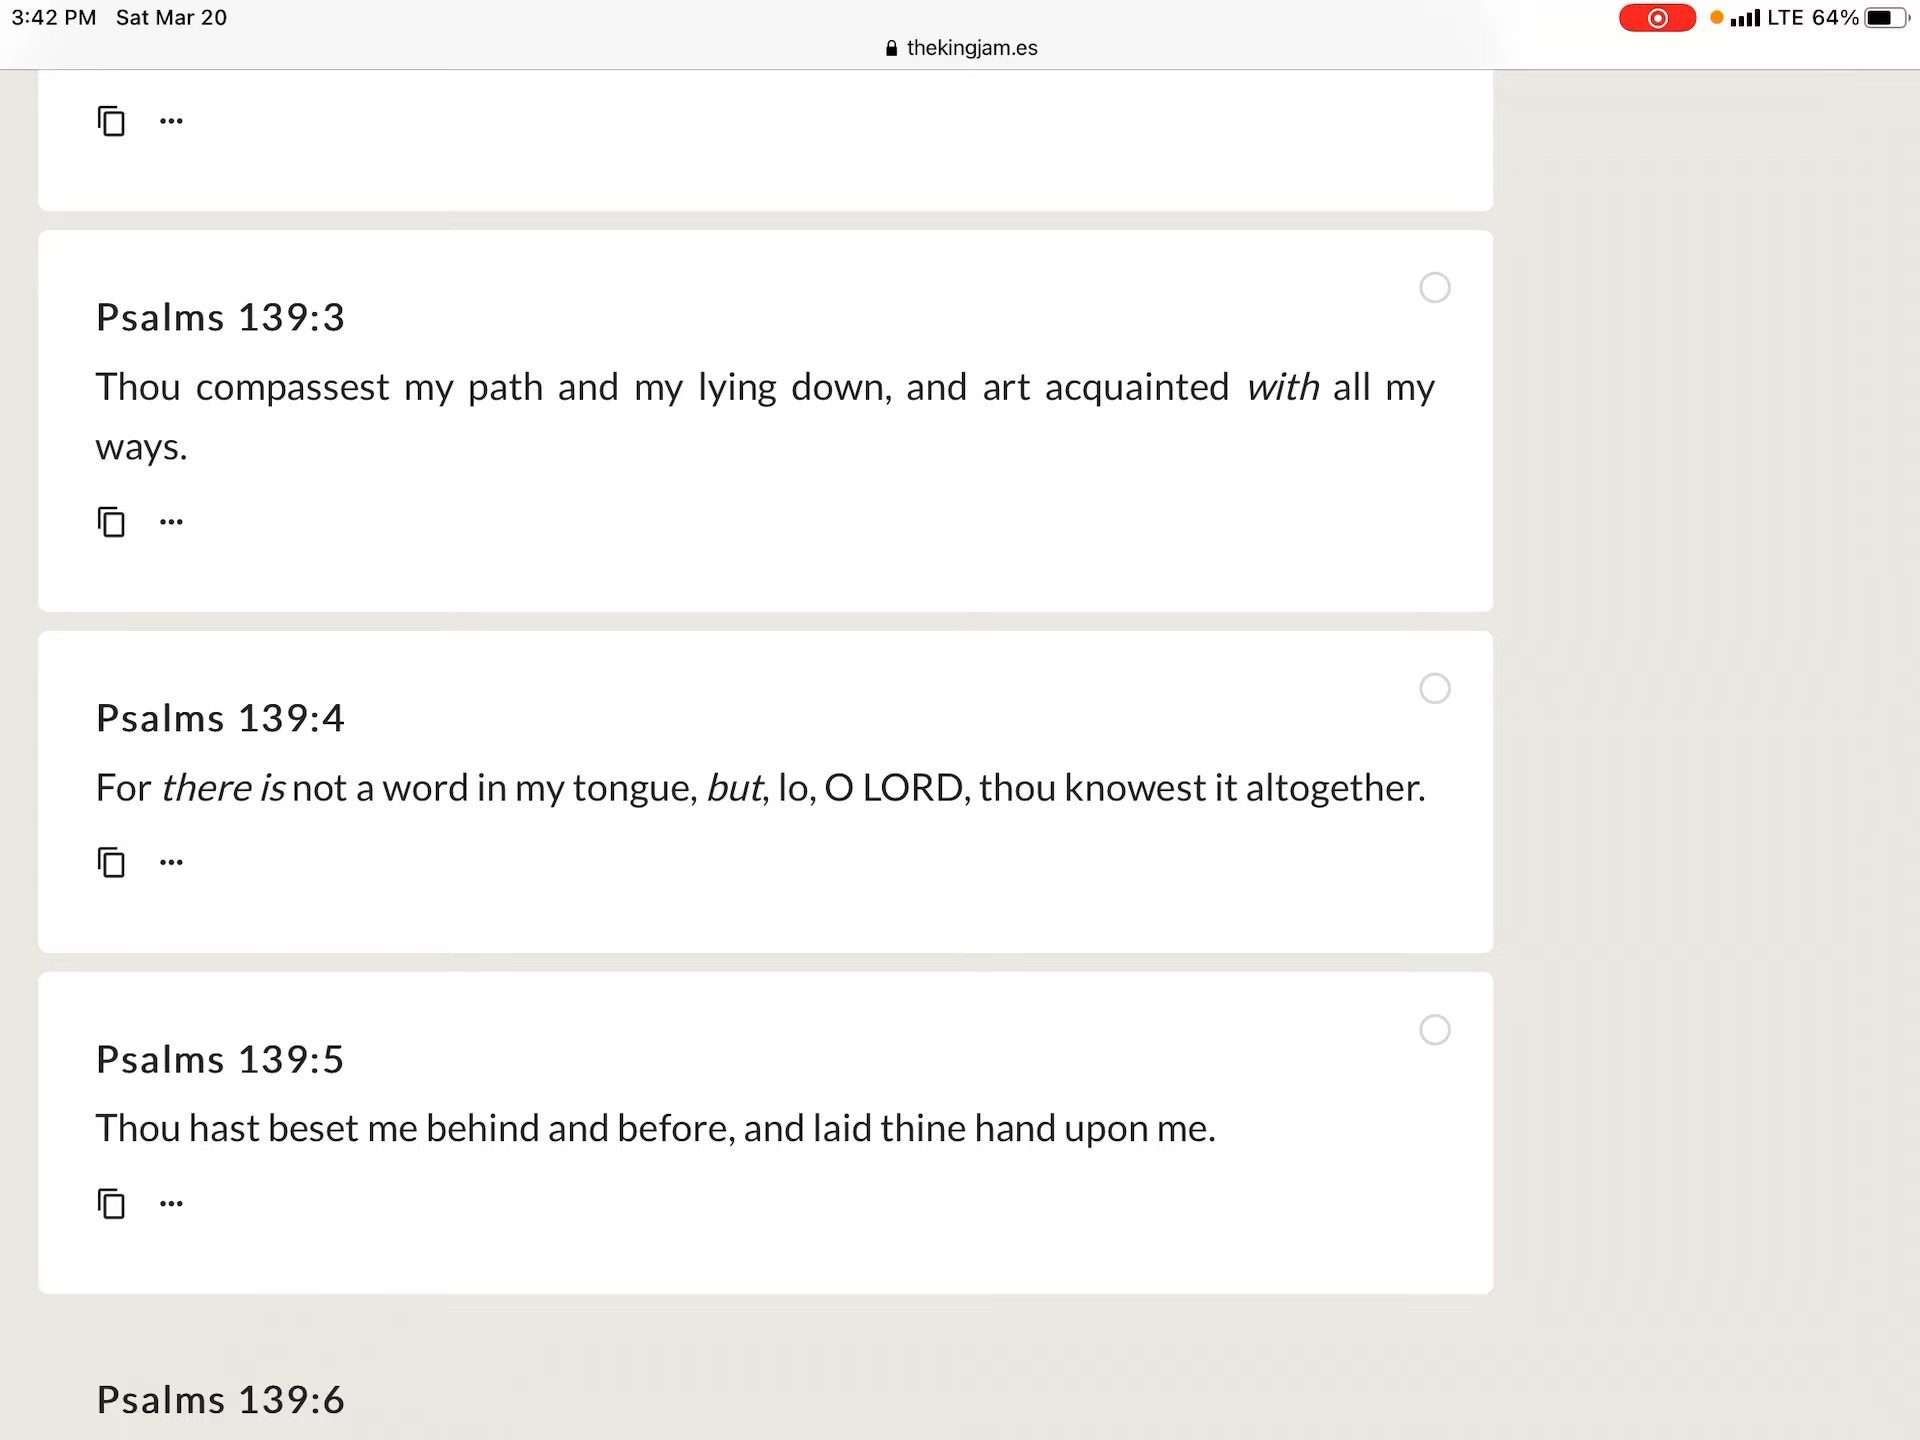 3:42 PM Sat Mar 20 LTE 64%
thekingjam.es
Psalms 139:3
Thou compassest my path and my lying down, and art acquainted with all my
ways.
Psalms 139:4
For there is not a word in my tongue, but, lo, O LORD, thou knowest it altogether.
Psalms 139:5
Thou hast beset me behind and before, and laid thine hand upon me.
Psalms 139:6